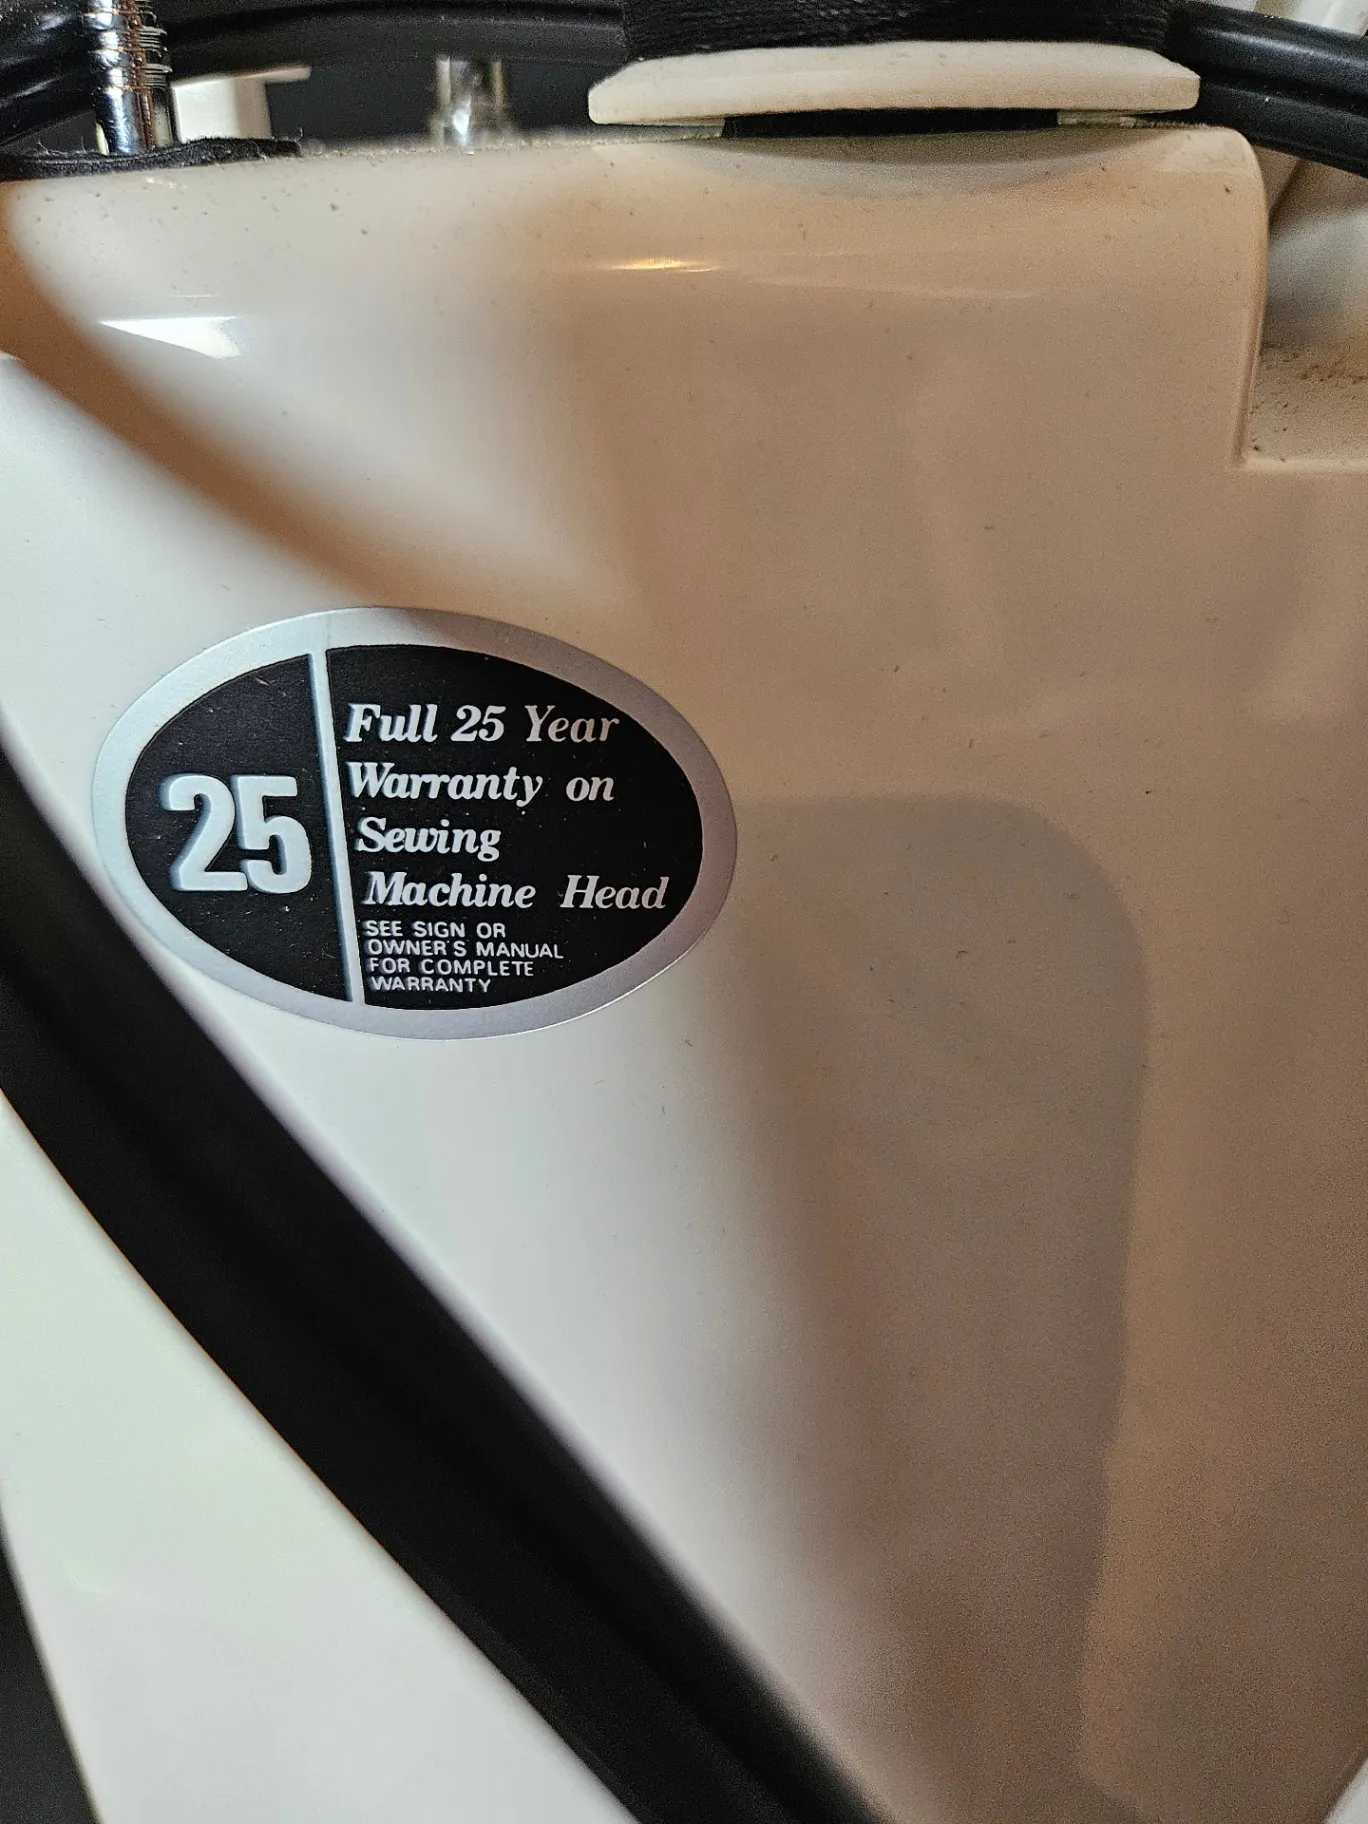 25
Full 25 Year
Warranty on
Sewing
Machine Head
SEE SIGN OR
OWNER'S MANUAL
FOR COMPLETE
WARRANTY